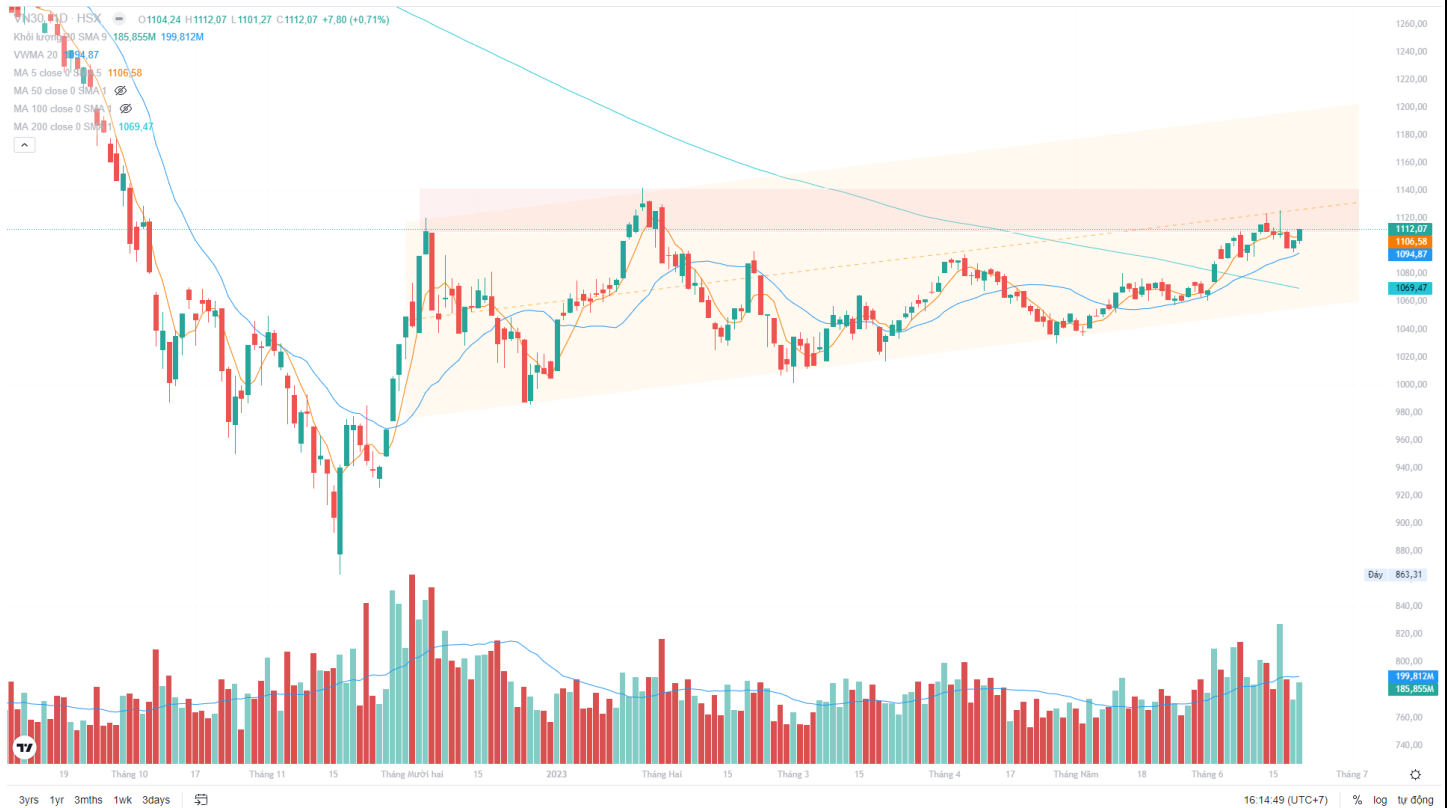 VN30 · 1D · HSX O1104,24 H1112,07 L1101,27 C1112,07 +7,80 (+0,71%)
Khối lượng 20 SMA 9 185,855M 199,812M
VWMA 20 1094,87
MA 5 close 0 SMA 5 1106,58
MA 50 close 0 SMA 1
MA 100 close 0 SMA 1
MA 200 close 0 SMA 1 1069,47
1260,00
1240,00
1220,00
1200,00
1180,00
1160,00
1140,00
1120,00
1112,07
1106,58
1094,87
1080,00
1069,47
1060,00
1040,00
1020,00
1000,00
980,00
960,00
940,00
920,00
900,00
880,00
Đáy 863,31
840,00
820,00
800,00
199,812M
185,855M
760,00
740,00
19 Tháng 10 17 Tháng 11 15 Tháng Mười hai 15 2023 Tháng Hai 15 Tháng 3 15 Tháng 4 17 Tháng Năm 18 Tháng 6 15 Tháng 7
3yrs 1yr 3mths 1wk 3days 16:14:49 (UTC+7) % log tự động